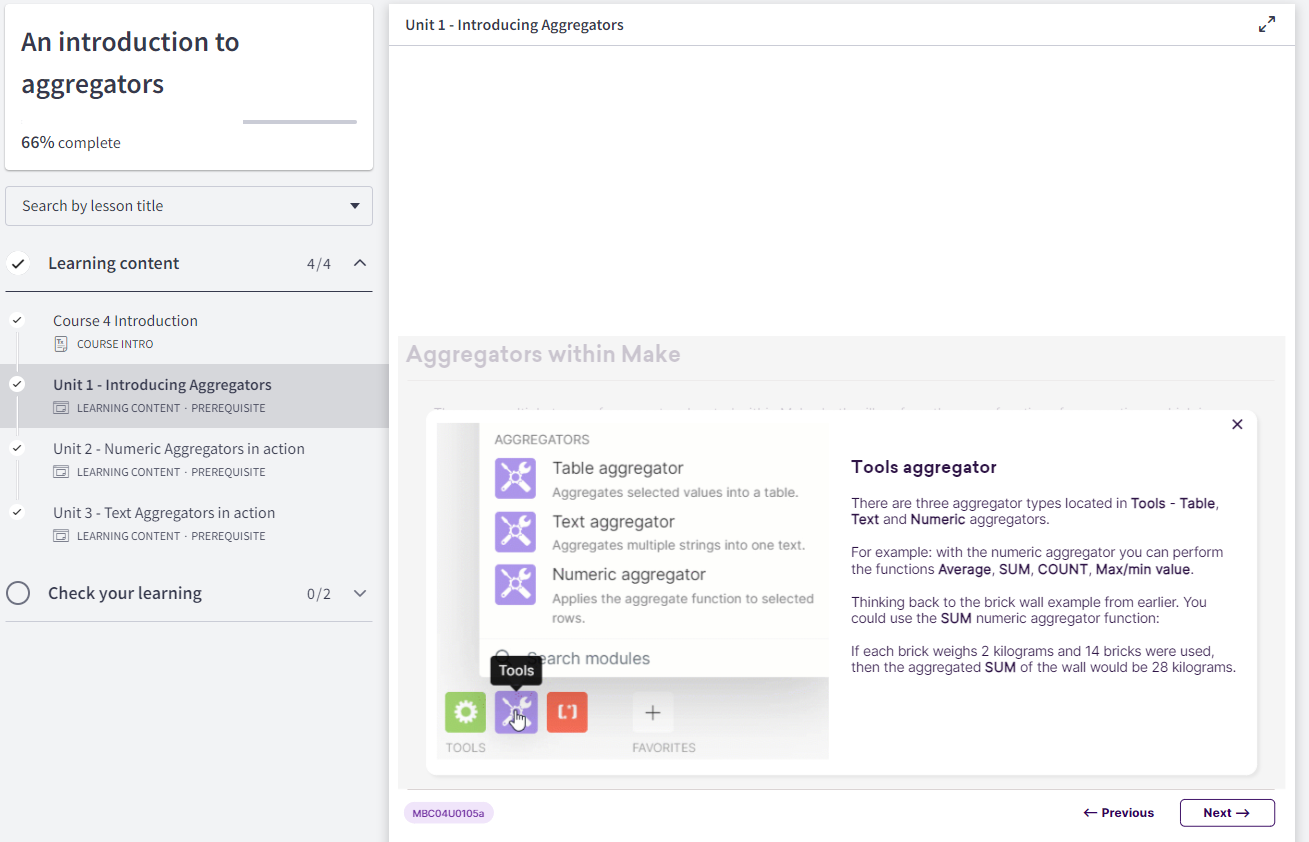 An introduction to
aggregators
66% complete
Search by lesson title
Learning content 4/4
Course 4 Introduction
COURSE INTRO
Unit 1 - Introducing Aggregators
LEARNING CONTENT · PREREQUISITE
Unit 2 - Numeric Aggregators in action
LEARNING CONTENT · PREREQUISITE
Unit 3 - Text Aggregators in action
LEARNING CONTENT · PREREQUISITE
Check your learning 0/2
Unit 1 - Introducing Aggregators
Aggregators within Make
AGGREGATORS
Table aggregator
Aggregates selected values into a table.
Text aggregator
Aggregates multiple strings into one text.
Numeric aggregator
Applies the aggregate function to selected
rows.
Search modules
Tools
TOOLS
FAVORITES
Tools aggregator
There are three aggregator types located in Tools - Table,
Text and Numeric aggregators.
For example: with the numeric aggregator you can perform
the functions Average, SUM, COUNT, Max/min value.
Thinking back to the brick wall example from earlier. You
could use the SUM numeric aggregator function:
If each brick weighs 2 kilograms and 14 bricks were used,
then the aggregated SUM of the wall would be 28 kilograms.
MBC04U0105a
← Previous
Next →